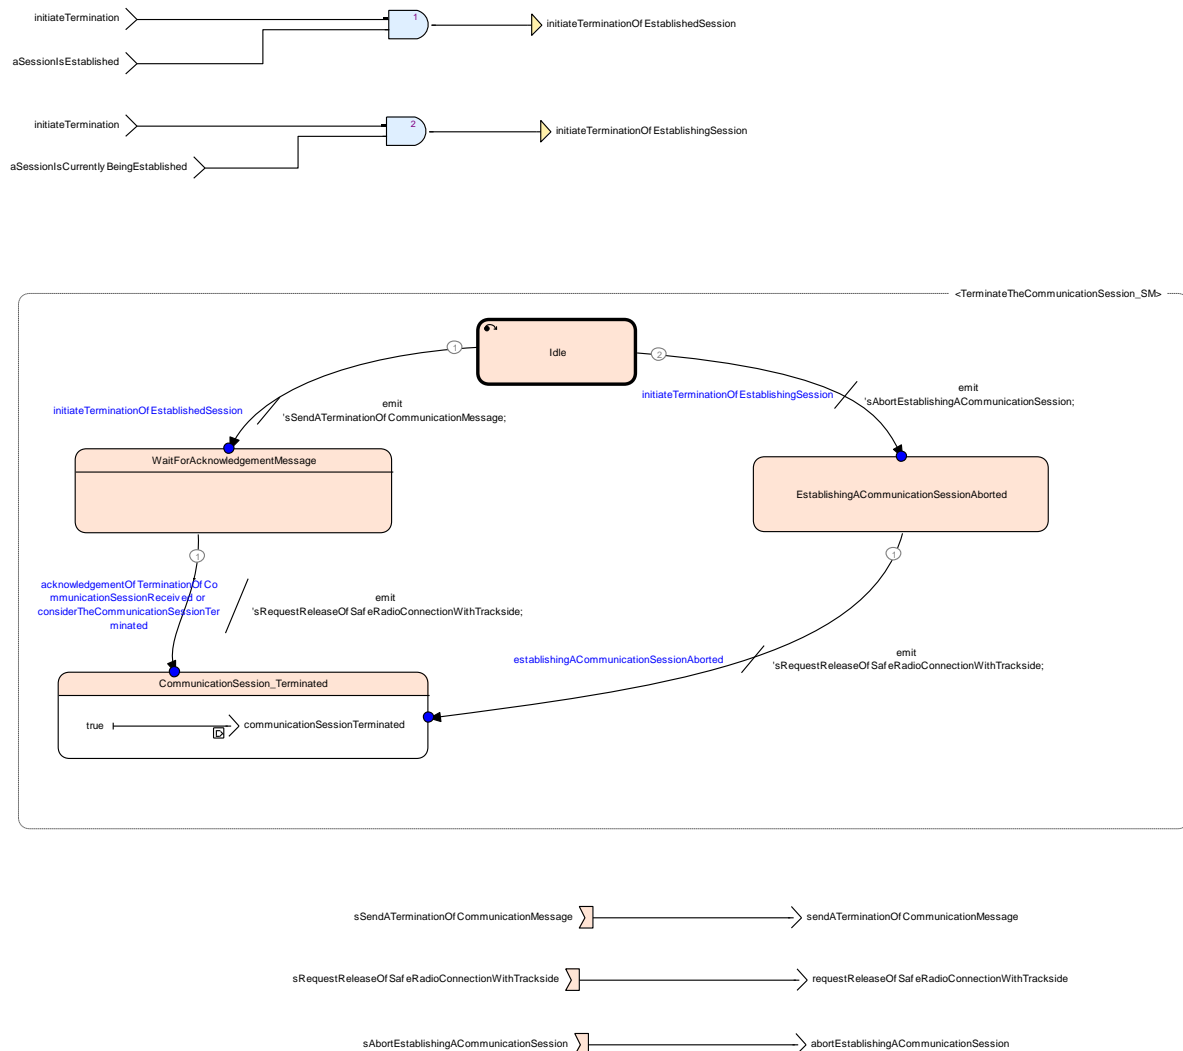 initiateTermination
1
initiateTerminationOfEstablishedSession
aSessionIsEstablished
initiateTermination
2
initiateTerminationOfEstablishingSession
aSessionIsCurrentlyBeingEstablished
<TerminateTheCommunicationSession_SM>
1
Idle
2
initiateTerminationOfEstablishedSession
emit
'sSendATerminationOfCommunicationMessage;
initiateTerminationOfEstablishingSession
emit
'sAbortEstablishingACommunicationSession;
WaitForAcknowledgementMessage
EstablishingACommunicationSessionAborted
1
1
acknowledgementOfTerminationOfCo
mmunicationSessionReceived or
considerTheCommunicationSessionTer
minated
emit
'sRequestReleaseOfSafeRadioConnectionWithTrackside;
establishingACommunicationSessionAborted
emit
'sRequestReleaseOfSafeRadioConnectionWithTrackside;
CommunicationSession_Terminated
true
D
communicationSessionTerminated
sSendATerminationOfCommunicationMessage
sendATerminationOfCommunicationMessage
sRequestReleaseOfSafeRadioConnectionWithTrackside
requestReleaseOfSafeRadioConnectionWithTrackside
sAbortEstablishingACommunicationSession
abortEstablishingACommunicationSession